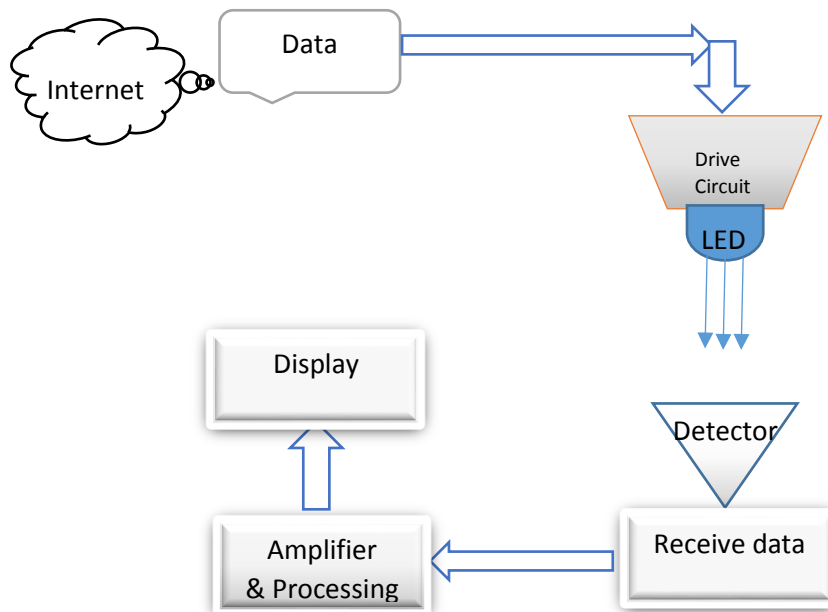 Internet
Data
Drive
Circuit
LED
Detector
Receive data
Amplifier
& Processing
Display